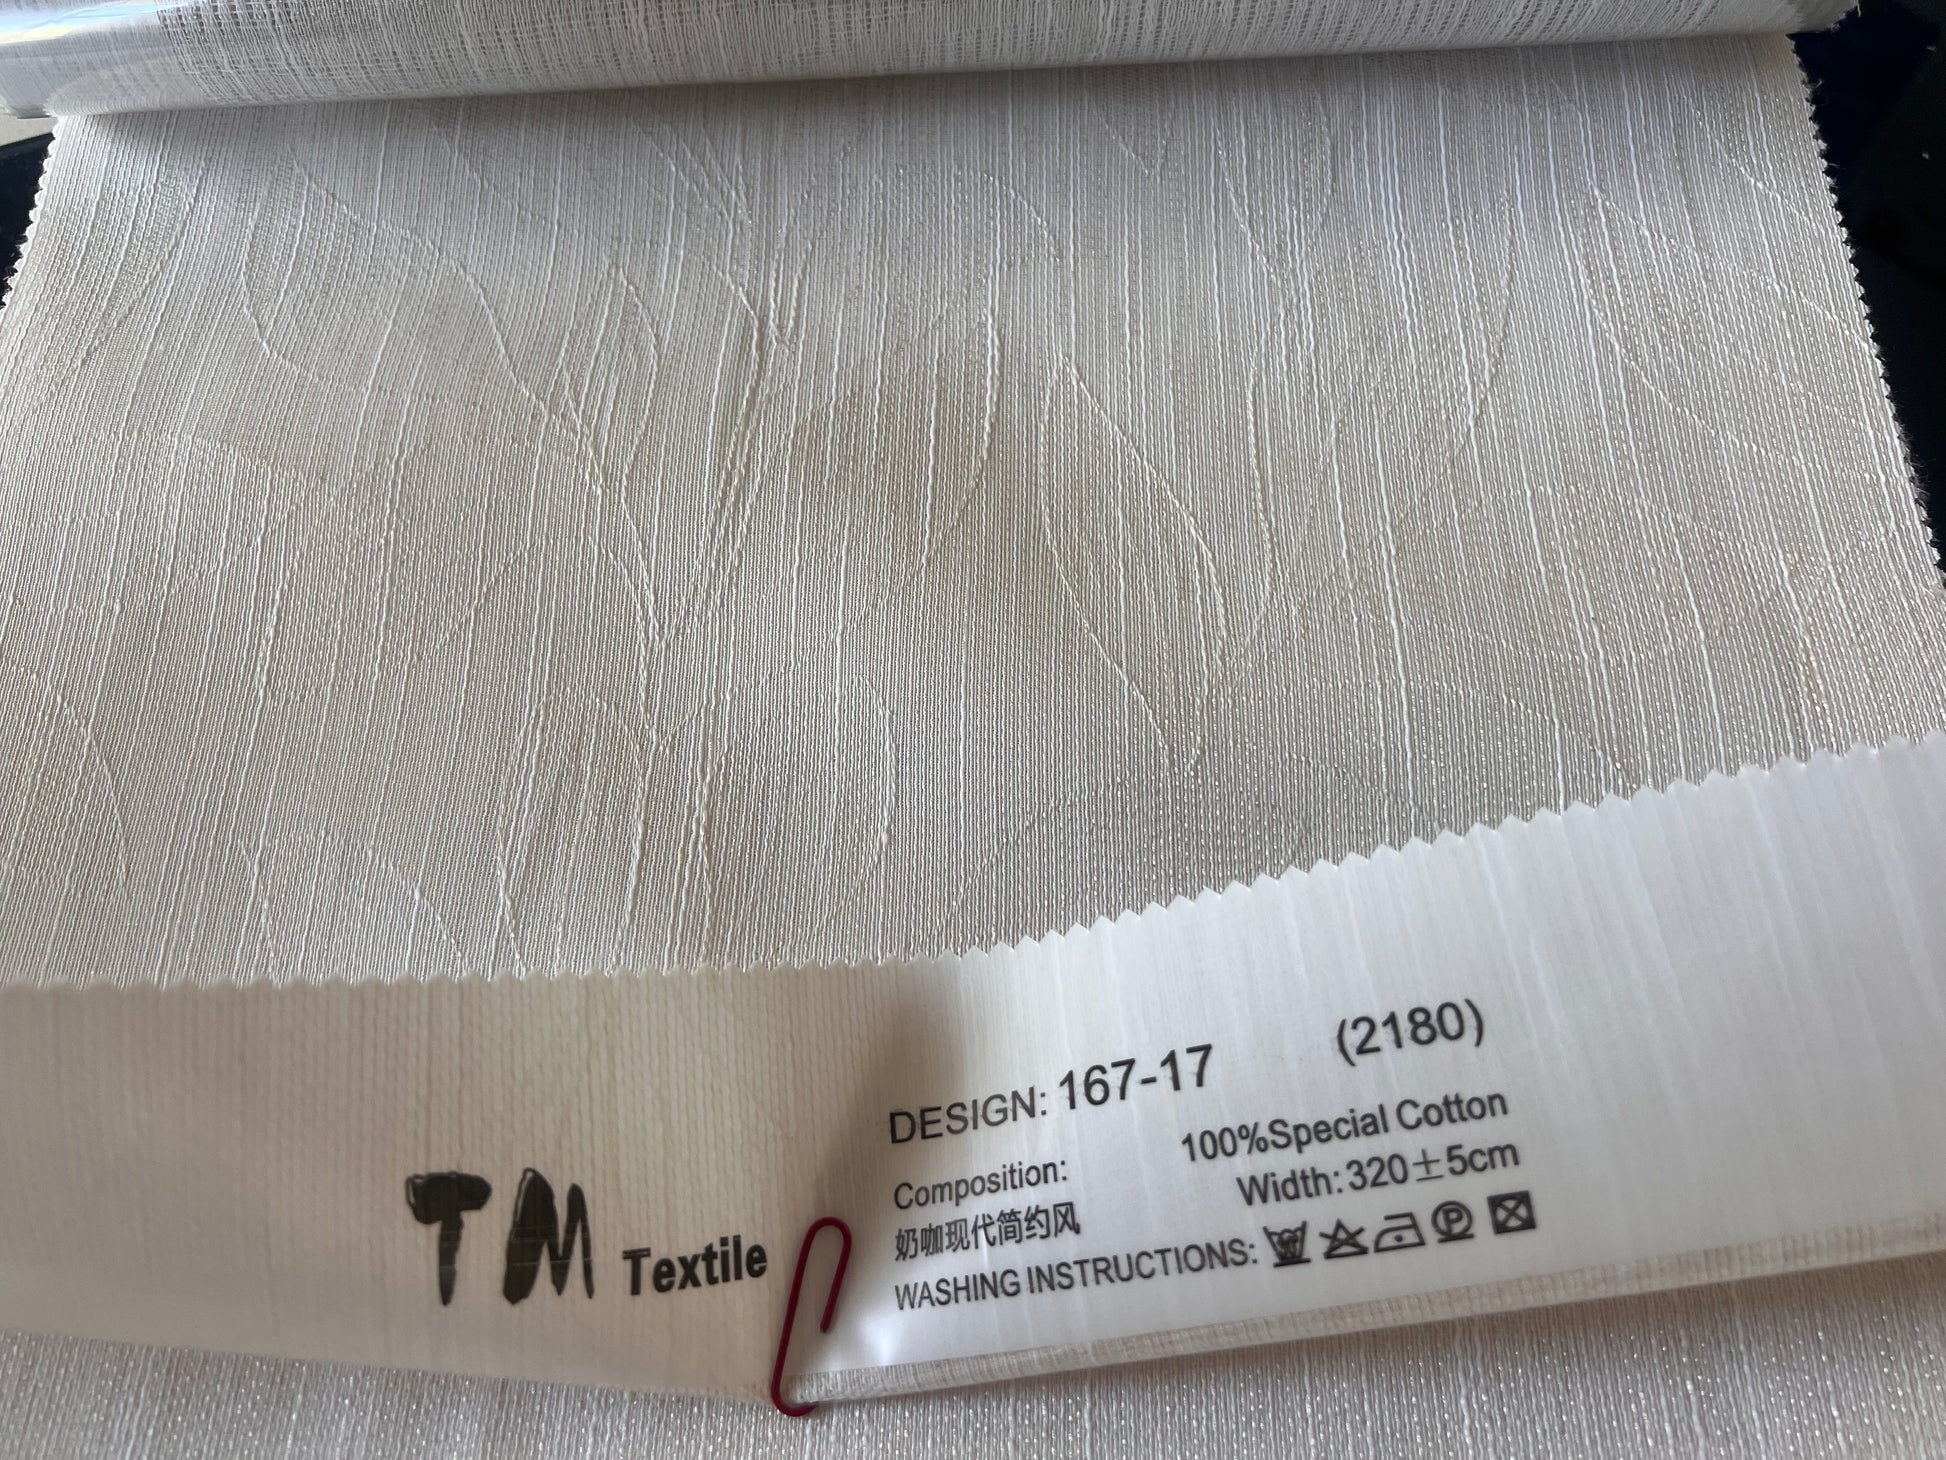 TM Textile
DESIGN: 167-17 (2180)
Composition: 100%Special Cotton
奶咖现代简约风 Width:320±5cm
WASHING INSTRUCTIONS: P